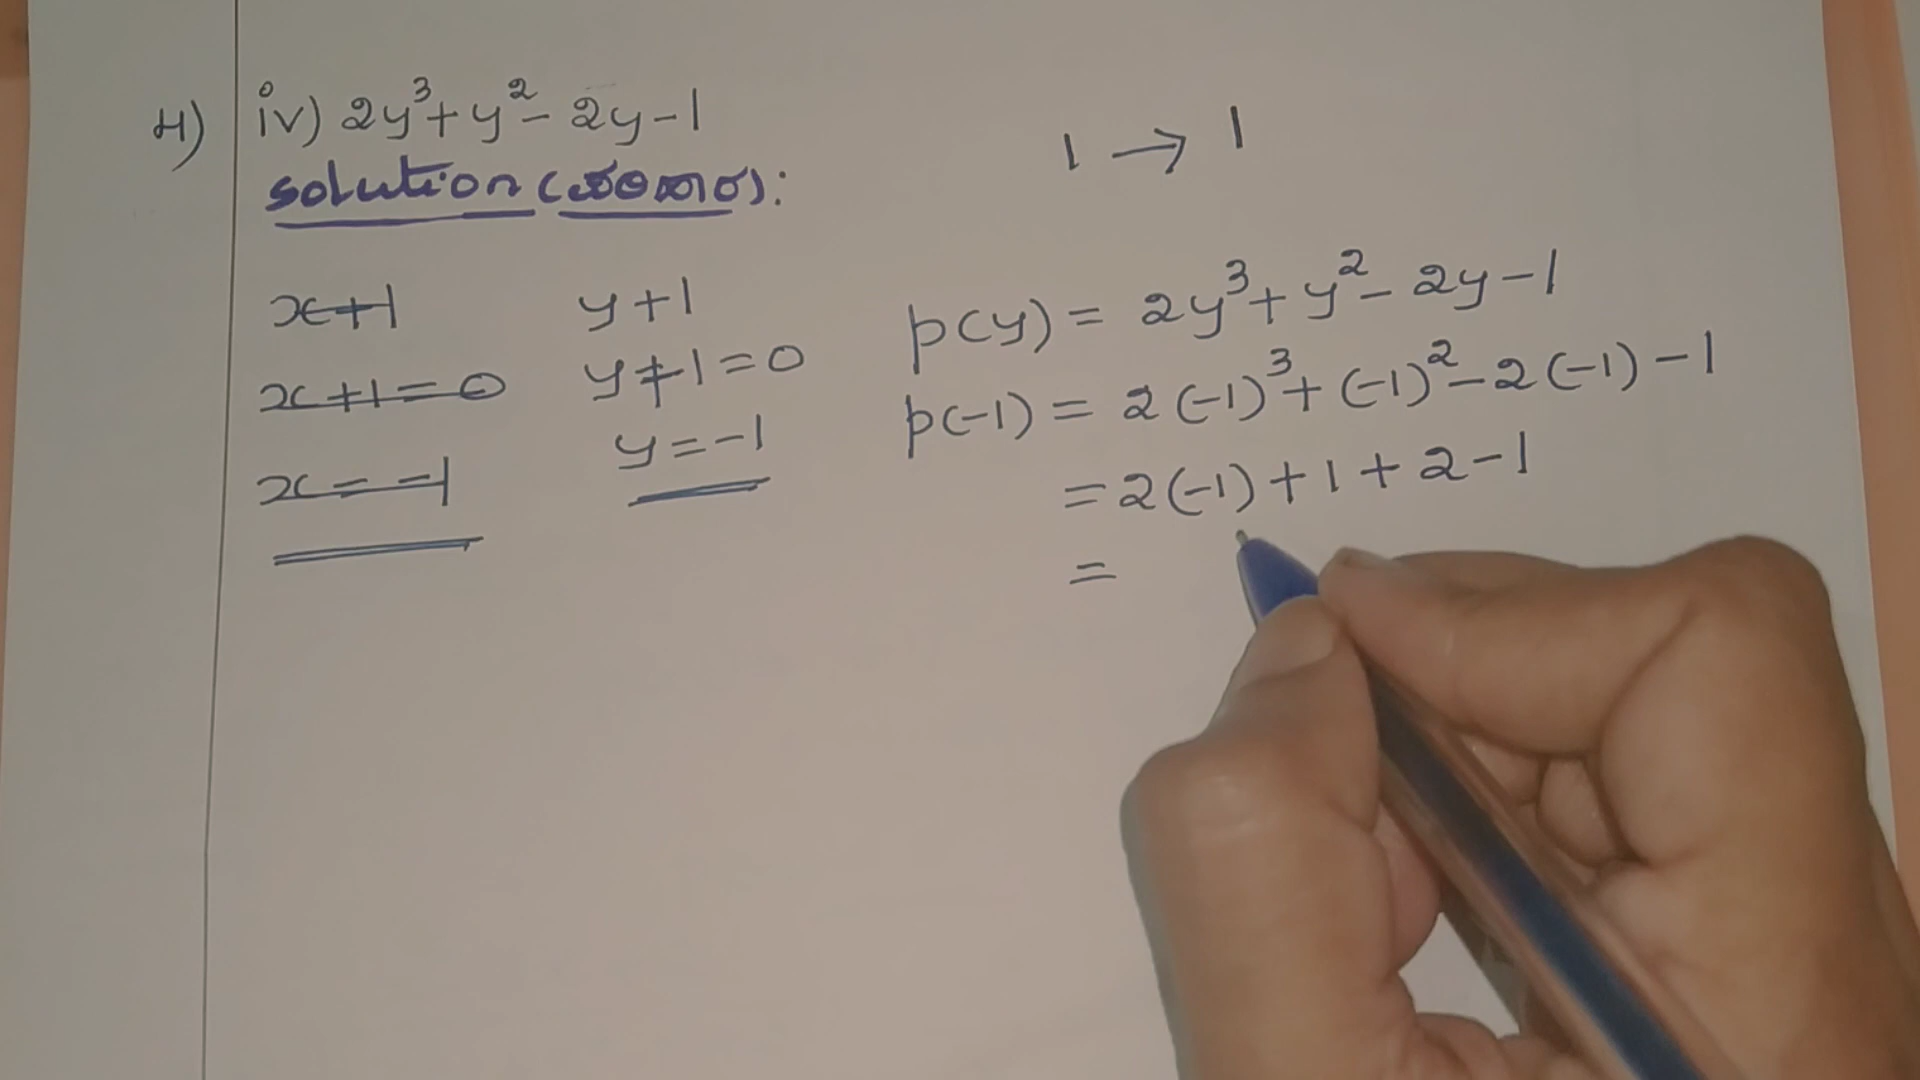 4) iv) 2y³+y²-2y-1
solution (పరిష్కారం):
1 → 1
x+1
x+1=0
x=-1
y+1
y+1=0
y=-1
p(y) = 2y³+y²-2y-1
p(-1) = 2(-1)³+(-1)²-2(-1)-1
=2(-1)+1+2-1
=